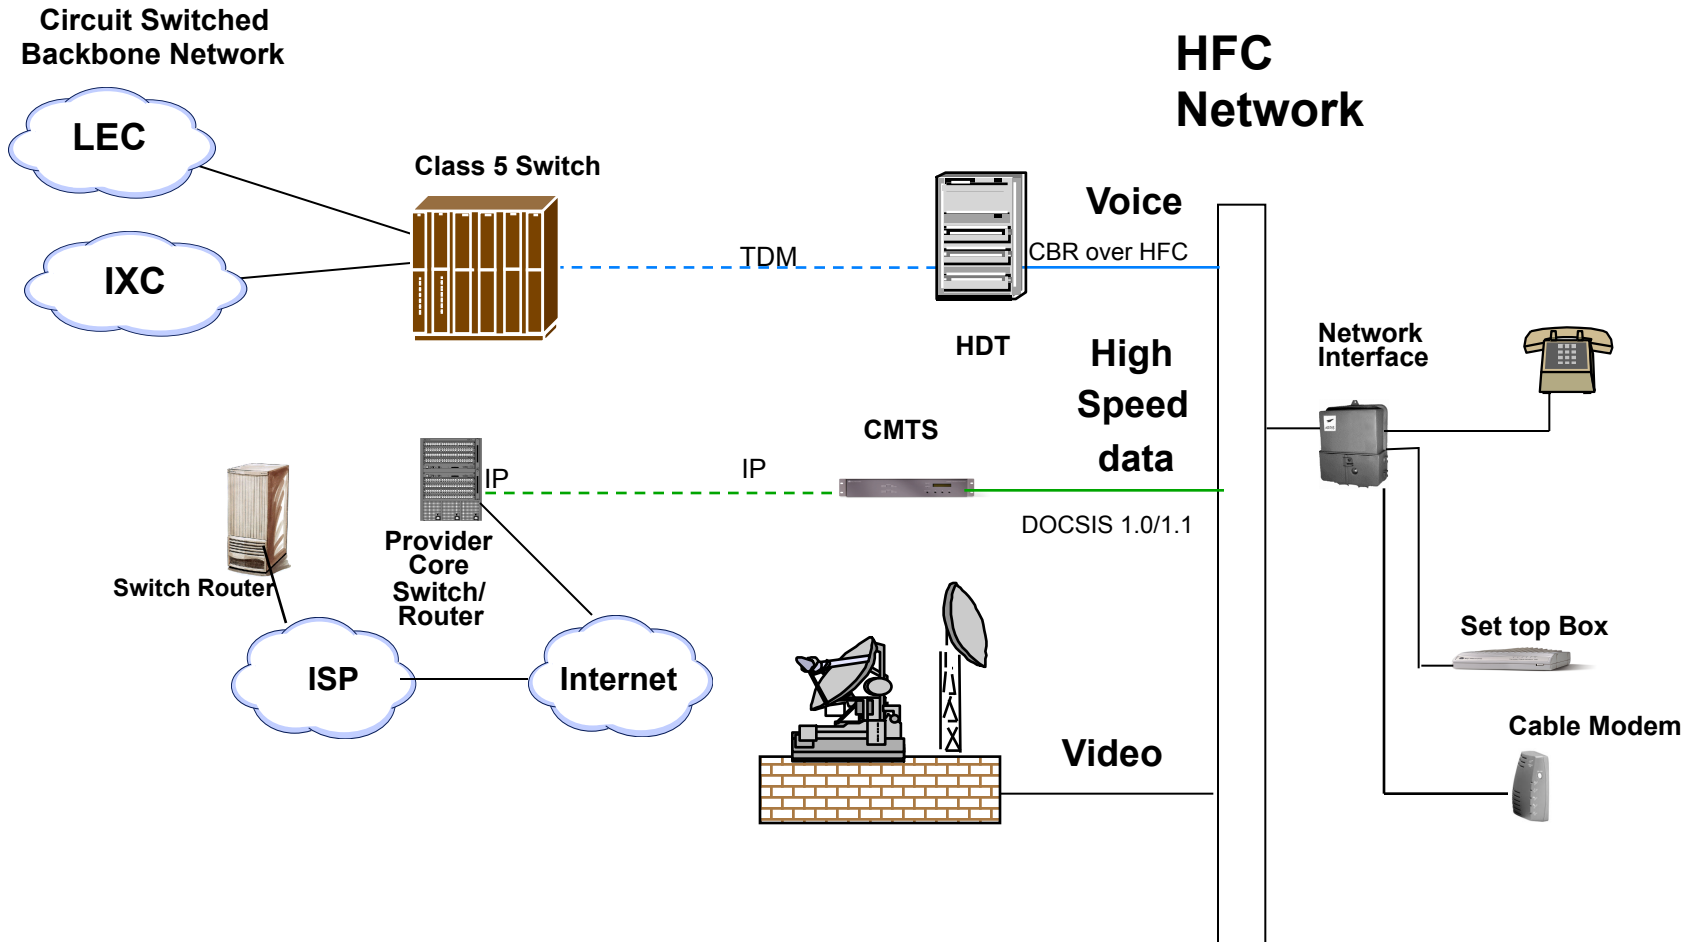 Circuit Switched
Backbone Network
HFC
Network
LEC
Class 5 Switch
Voice
TDM
CBR over HFC
IXC
HDT
High
Speed
data
Network
Interface
CMTS
IP
IP
DOCSIS 1.0/1.1
Provider
Core
Switch/
Router
Switch Router
ISP
Internet
Set top Box
Cable Modem
Video